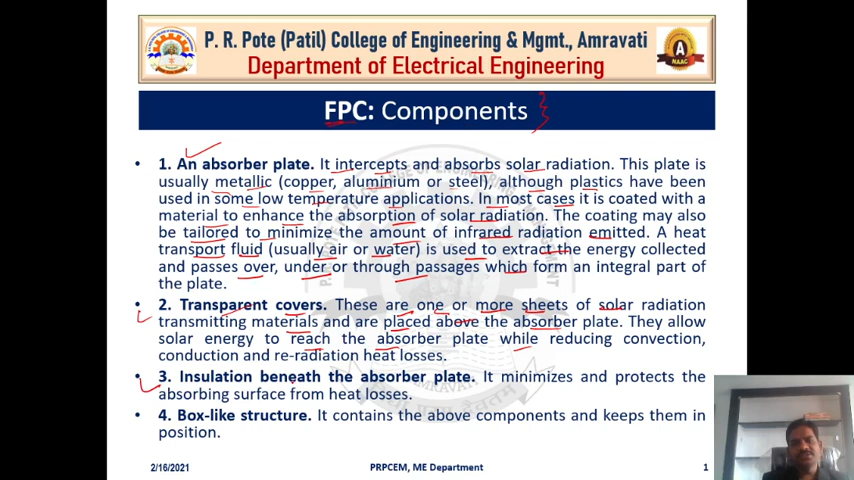 P. R. Pote (Patil) College of Engineering & Mgmt., Amravati
Department of Electrical Engineering
A
NAAC
FPC: Components
• 1. An absorber plate. It intercepts and absorbs solar radiation. This plate is
usually metallic (copper, aluminium or steel), although plastics have been
used in some low temperature applications. In most cases it is coated with a
material to enhance the absorption of solar radiation. The coating may also
be tailored to minimize the amount of infrared radiation emitted. A heat
transport fluid (usually air or water) is used to extract the energy collected
and passes over, under or through passages which form an integral part of
the plate.
• 2. Transparent covers. These are one or more sheets of solar radiation
transmitting materials and are placed above the absorber plate. They allow
solar energy to reach the absorber plate while reducing convection,
conduction and re-radiation heat losses.
• 3. Insulation beneath the absorber plate. It minimizes and protects the
absorbing surface from heat losses.
• 4. Box-like structure. It contains the above components and keeps them in
position.
2/16/2021
PRPCEM, ME Department
1